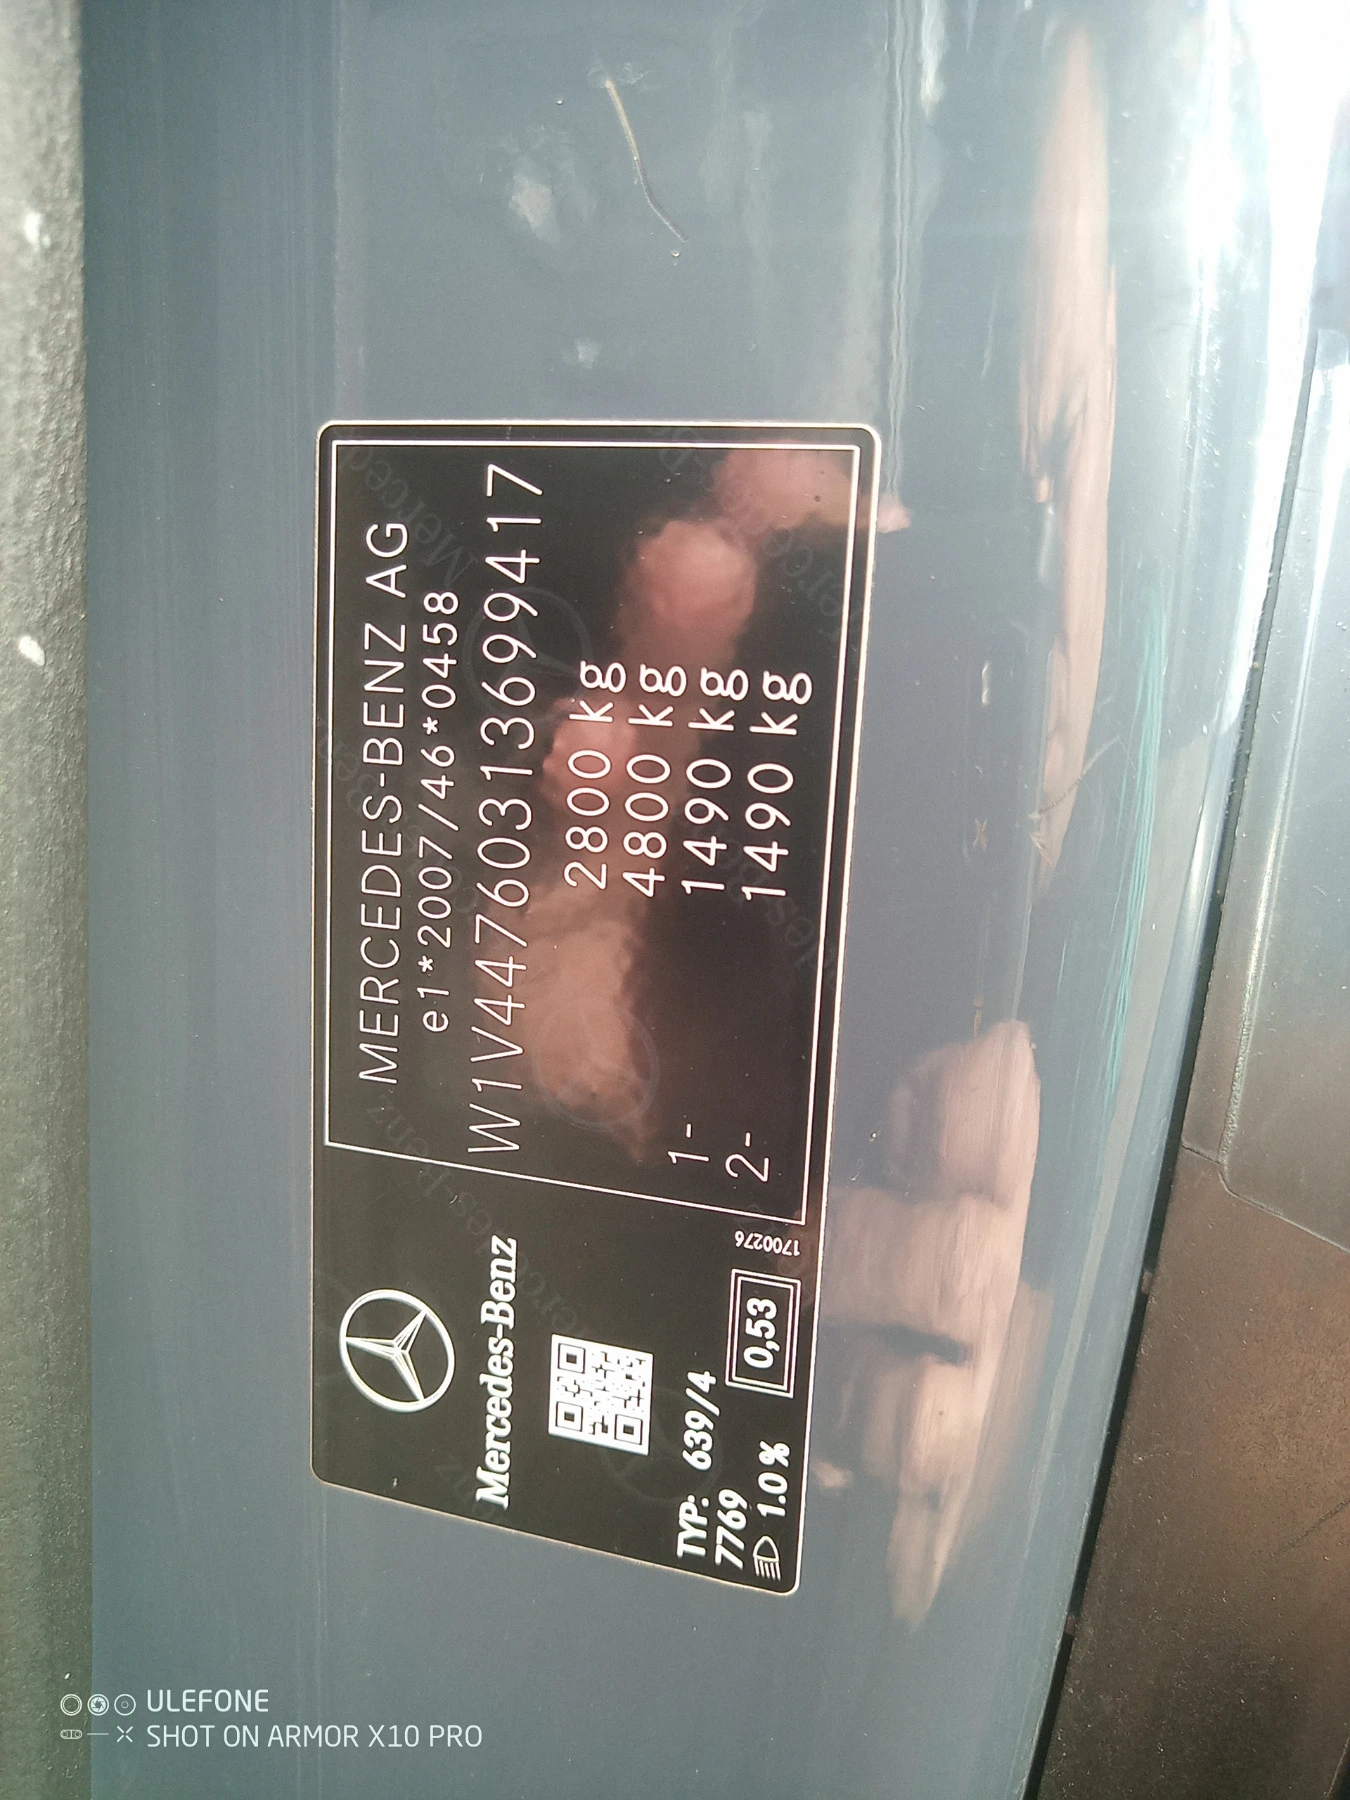 MERCEDES-BENZ AG
e1*2007/46*0458
W1V44760313699417
2800 kg
4800 kg
1- 1490 kg
2- 1490 kg
Mercedes-Benz
TYP: 639/4
7769
1.0 %
0,53
1700276
ULEFONE
SHOT ON ARMOR X10 PRO